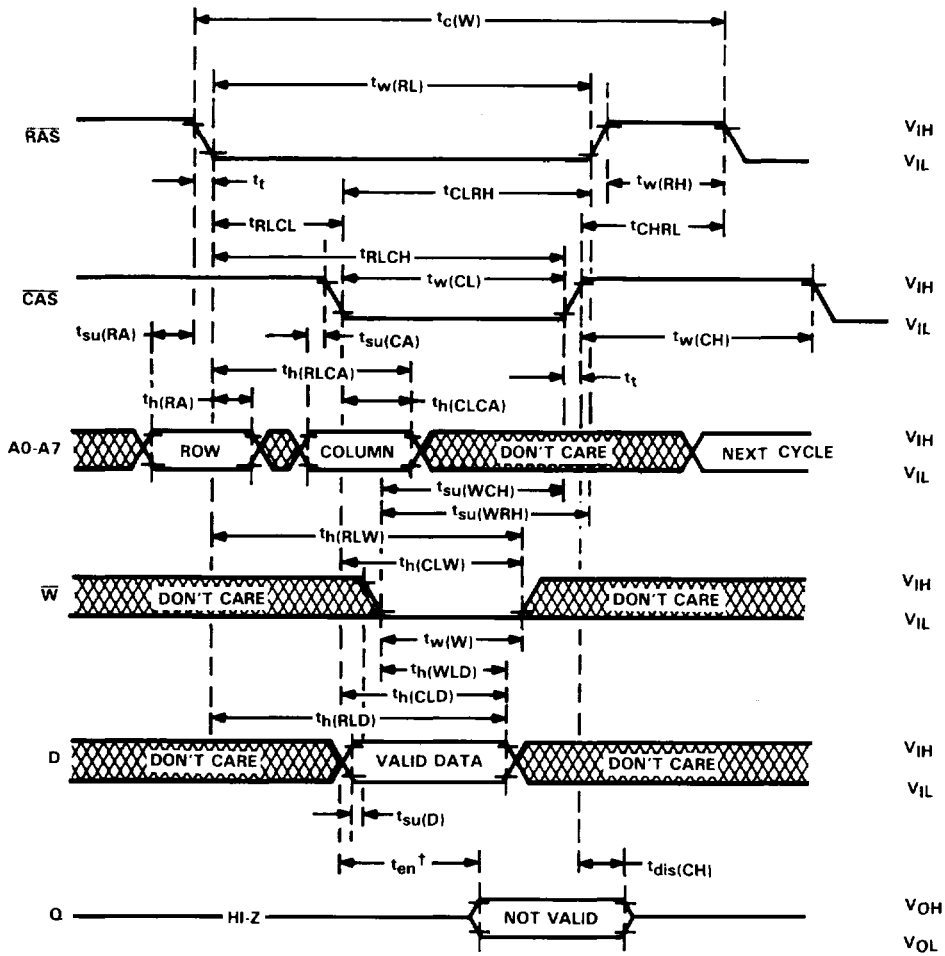 tc(W)
tw(RL)
RAS
VIH
VIL
tt
tCLRH
tw(RH)
tRLCL
tCHRL
tRLCH
CAS
tw(CL)
VIH
VIL
tsu(RA)
tsu(CA)
tw(CH)
th(RLCA)
tt
th(RA)
th(CLCA)
A0-A7
ROW
COLUMN
DON'T CARE
NEXT CYCLE
VIH
VIL
tsu(WCH)
tsu(WRH)
th(RLW)
th(CLW)
W
DON'T CARE
DON'T CARE
VIH
VIL
tw(W)
th(WLD)
th(CLD)
th(RLD)
D
DON'T CARE
VALID DATA
DON'T CARE
VIH
VIL
tsu(D)
ten†
tdis(CH)
Q
HI-Z
NOT VALID
VOH
VOL